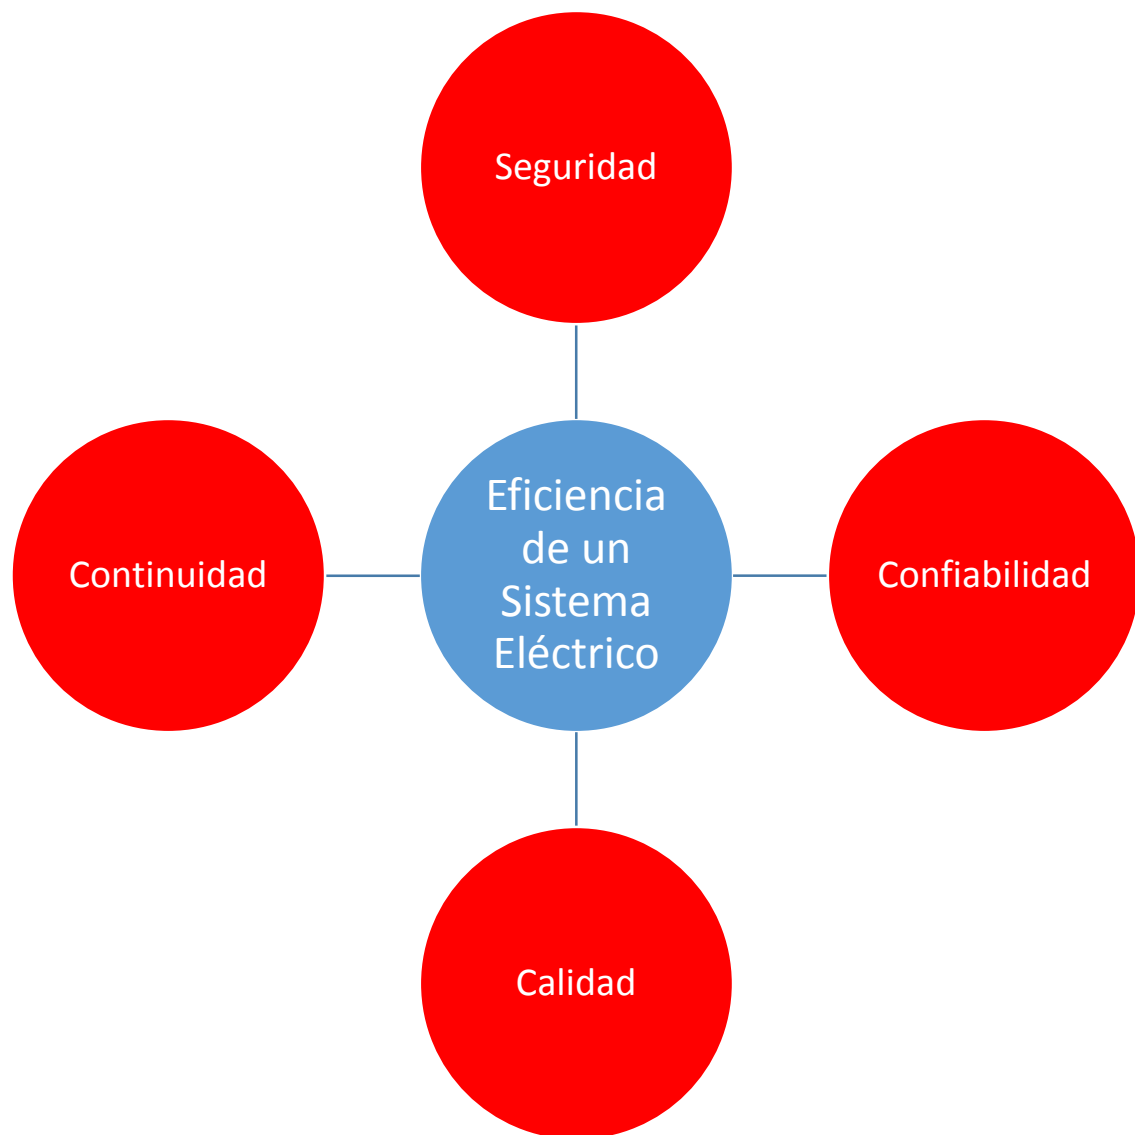 Seguridad
Continuidad
Eficiencia
de un
Sistema
Eléctrico
Confiabilidad
Calidad